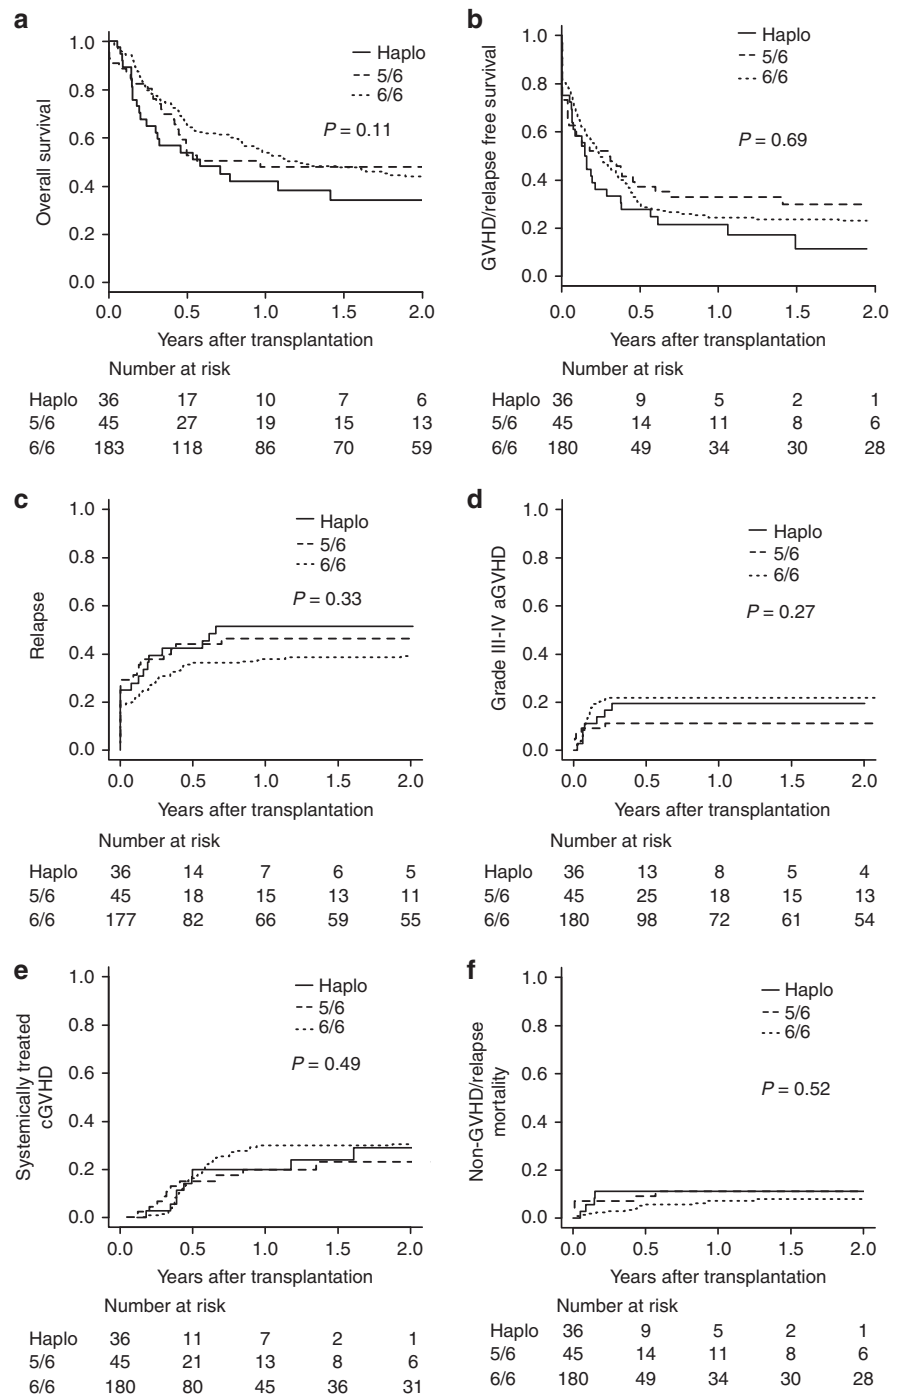 a
Overall survival
1.0
0.8
0.6
0.4
0.2
0.0
Haplo
5/6
6/6
P = 0.11
0.0 0.5 1.0 1.5 2.0
Years after transplantation
Number at risk
Haplo 36 17 10 7 6
5/6 45 27 19 15 13
6/6 183 118 86 70 59
b
GVHD/relapse free survival
1.0
0.8
0.6
0.4
0.2
0.0
Haplo
5/6
6/6
P = 0.69
0.0 0.5 1.0 1.5 2.0
Years after transplantation
Number at risk
Haplo 36 9 5 2 1
5/6 45 14 11 8 6
6/6 180 49 34 30 28
c
Relapse
1.0
0.8
0.6
0.4
0.2
0.0
Haplo
5/6
6/6
P = 0.33
0.0 0.5 1.0 1.5 2.0
Years after transplantation
Number at risk
Haplo 36 14 7 6 5
5/6 45 18 15 13 11
6/6 177 82 66 59 55
d
Grade III-IV aGVHD
1.0
0.8
0.6
0.4
0.2
0.0
Haplo
5/6
6/6
P = 0.27
0.0 0.5 1.0 1.5 2.0
Years after transplantation
Number at risk
Haplo 36 13 8 5 4
5/6 45 25 18 15 13
6/6 180 98 72 61 54
e
Systemically treated
cGVHD
1.0
0.8
0.6
0.4
0.2
0.0
Haplo
5/6
6/6
P = 0.49
0.0 0.5 1.0 1.5 2.0
Years after transplantation
Number at risk
Haplo 36 11 7 2 1
5/6 45 21 13 8 6
6/6 180 80 45 36 31
f
Non-GVHD/relapse
mortality
1.0
0.8
0.6
0.4
0.2
0.0
Haplo
5/6
6/6
P = 0.52
0.0 0.5 1.0 1.5 2.0
Years after transplantation
Number at risk
Haplo 36 9 5 2 1
5/6 45 14 11 8 6
6/6 180 49 34 30 28